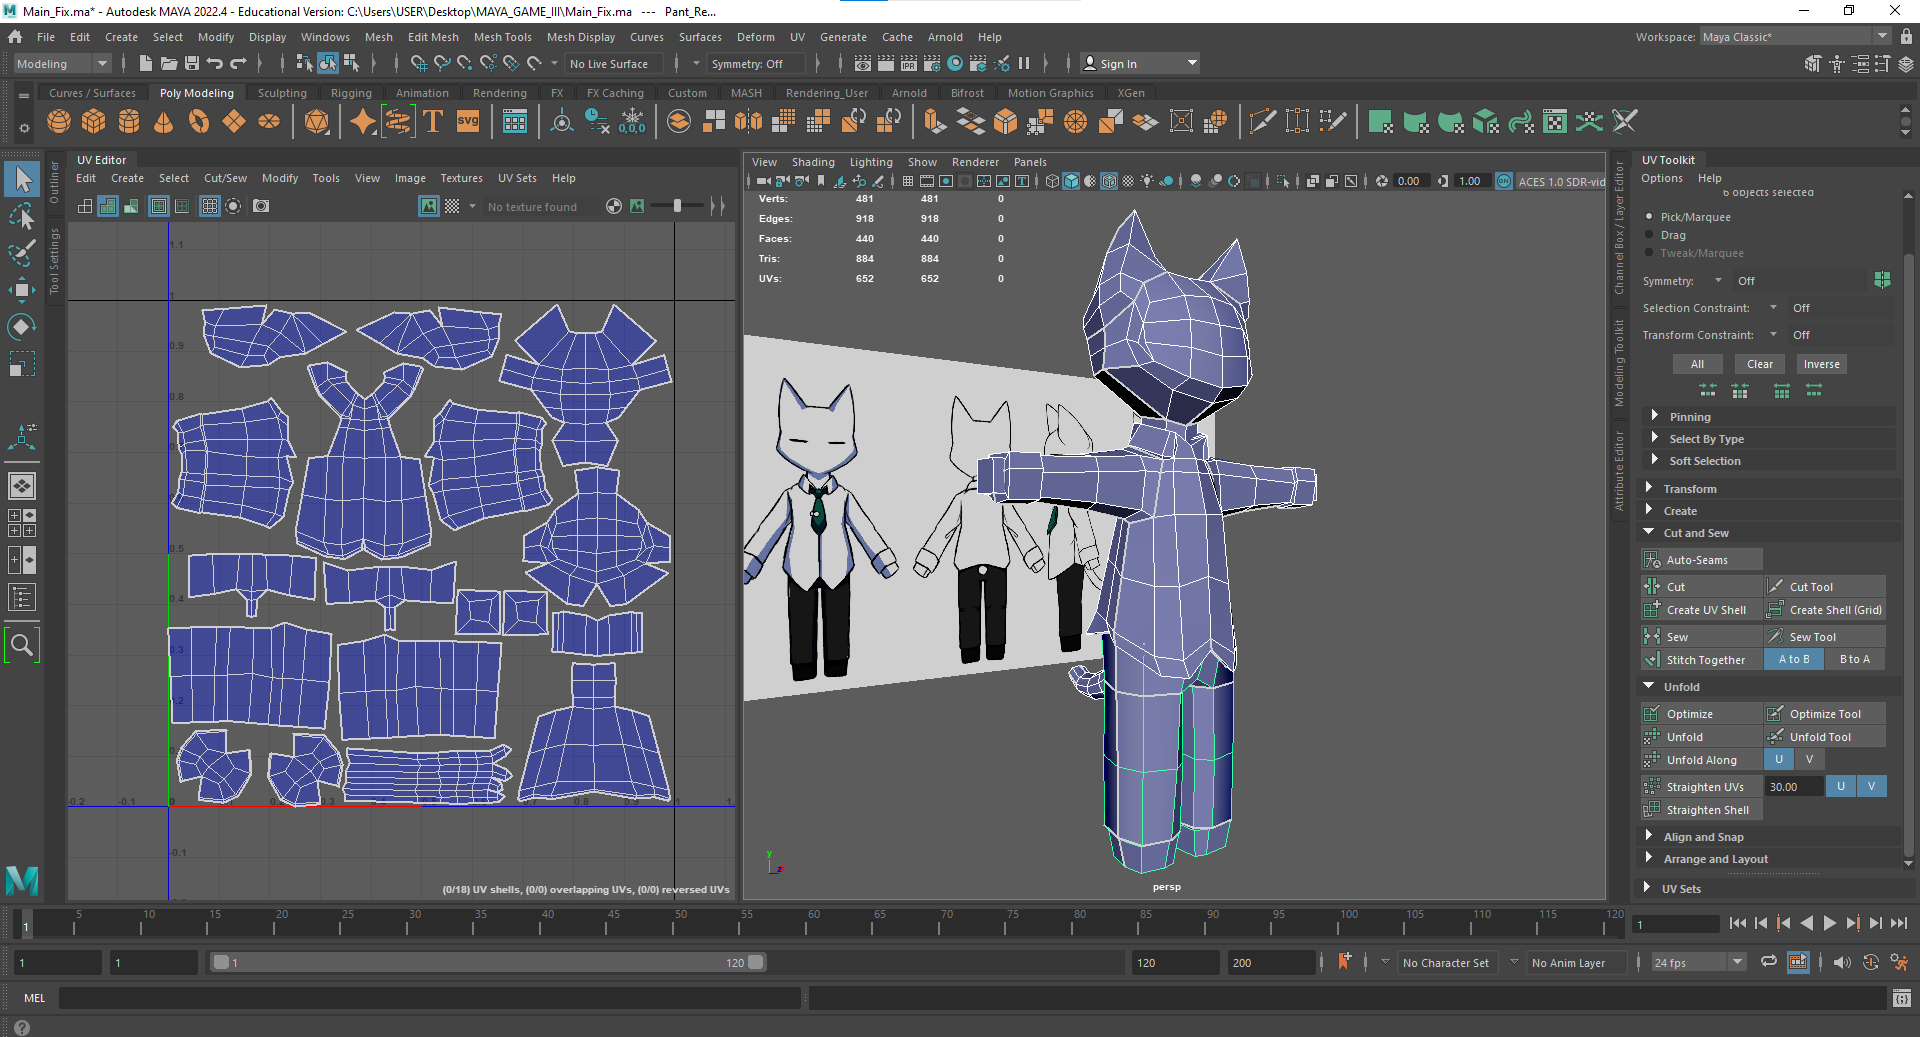 Main_Fix.ma* - Autodesk MAYA 2022.4 - Educational Version: C:\Users\USER\Desktop\MAYA_GAME_III\Main_Fix.ma --- Pant_Re...
File Edit Create Select Modify Display Windows Mesh Edit Mesh Mesh Tools Mesh Display Curves Surfaces Deform UV Generate Cache Arnold Help
Workspace: Maya Classic*
Modeling No Live Surface Symmetry: Off IPR Sign In
Curves / Surfaces Poly Modeling Sculpting Rigging Animation Rendering FX FX Caching Custom MASH Rendering_User Arnold Bifrost Motion Graphics XGen
T svg 0,0,0
UV Editor
Edit Create Select Cut/Sew Modify Tools View Image Textures UV Sets Help
No texture found
Outliner
Tool Settings
1.1
1
0.9
0.8
0.5
0.4
0.3
0.2
-0.2 -0.1 0 0.3 0.7 0.9 1
-0.1
(0/18) UV shells, (0/0) overlapping UVs, (0/0) reversed UVs
View Shading Lighting Show Renderer Panels
0.00 1.00 ACES 1.0 SDR-vid
Verts: 481 481 0
Edges: 918 918 0
Faces: 440 440 0
Tris: 884 884 0
UVs: 652 652 0
y
z
persp
Channel Box / Layer Editor
Modeling Toolkit
Attribute Editor
UV Toolkit
Options Help
6 objects selected
Pick/Marquee
Drag
Tweak/Marquee
Symmetry: Off
Selection Constraint: Off
Transform Constraint: Off
All Clear Inverse
Pinning
Select By Type
Soft Selection
Transform
Create
Cut and Sew
Auto-Seams
Cut Cut Tool
Create UV Shell Create Shell (Grid)
Sew Sew Tool
Stitch Together A to B B to A
Unfold
Optimize Optimize Tool
Unfold Unfold Tool
Unfold Along U V
Straighten UVs 30.00 U V
Straighten Shell
Align and Snap
Arrange and Layout
UV Sets
1 5 10 15 20 25 30 35 40 45 50 55 60 65 70 75 80 85 90 95 100 105 110 115 120 1
1 1 1 120 120 200 No Character Set No Anim Layer 24 fps
MEL